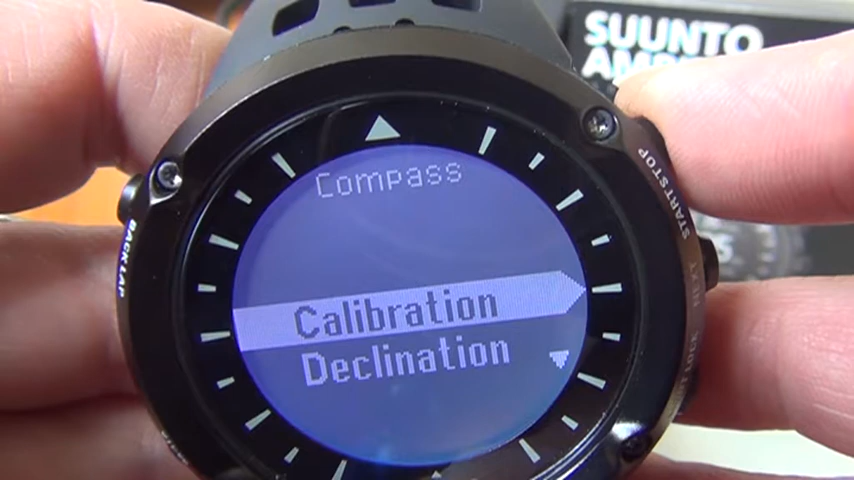 SUUNTO
Compass
START STOP
BACK LAP
NEXT
Calibration
Declination